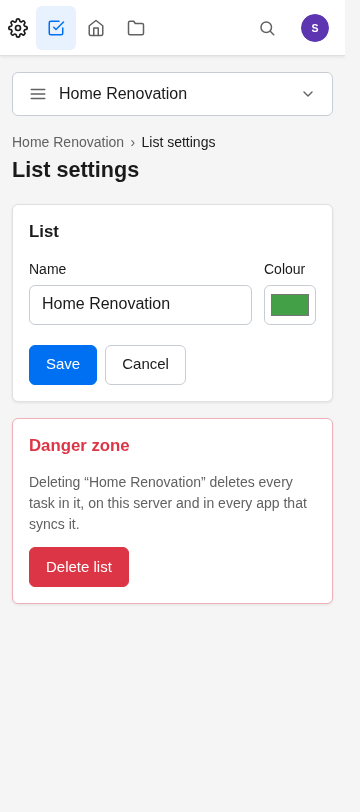 S
Home Renovation
Home Renovation › List settings
List settings
List
Name
Colour
Home Renovation
Save
Cancel
Danger zone
Deleting “Home Renovation” deletes every
task in it, on this server and in every app that
syncs it.
Delete list